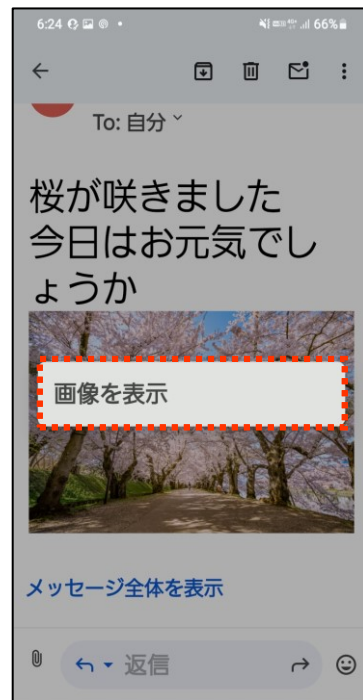 6:24
66%
To: 自分
桜が咲きました
今日はお元気でし
ょうか
画像を表示
メッセージ全体を表示
返信